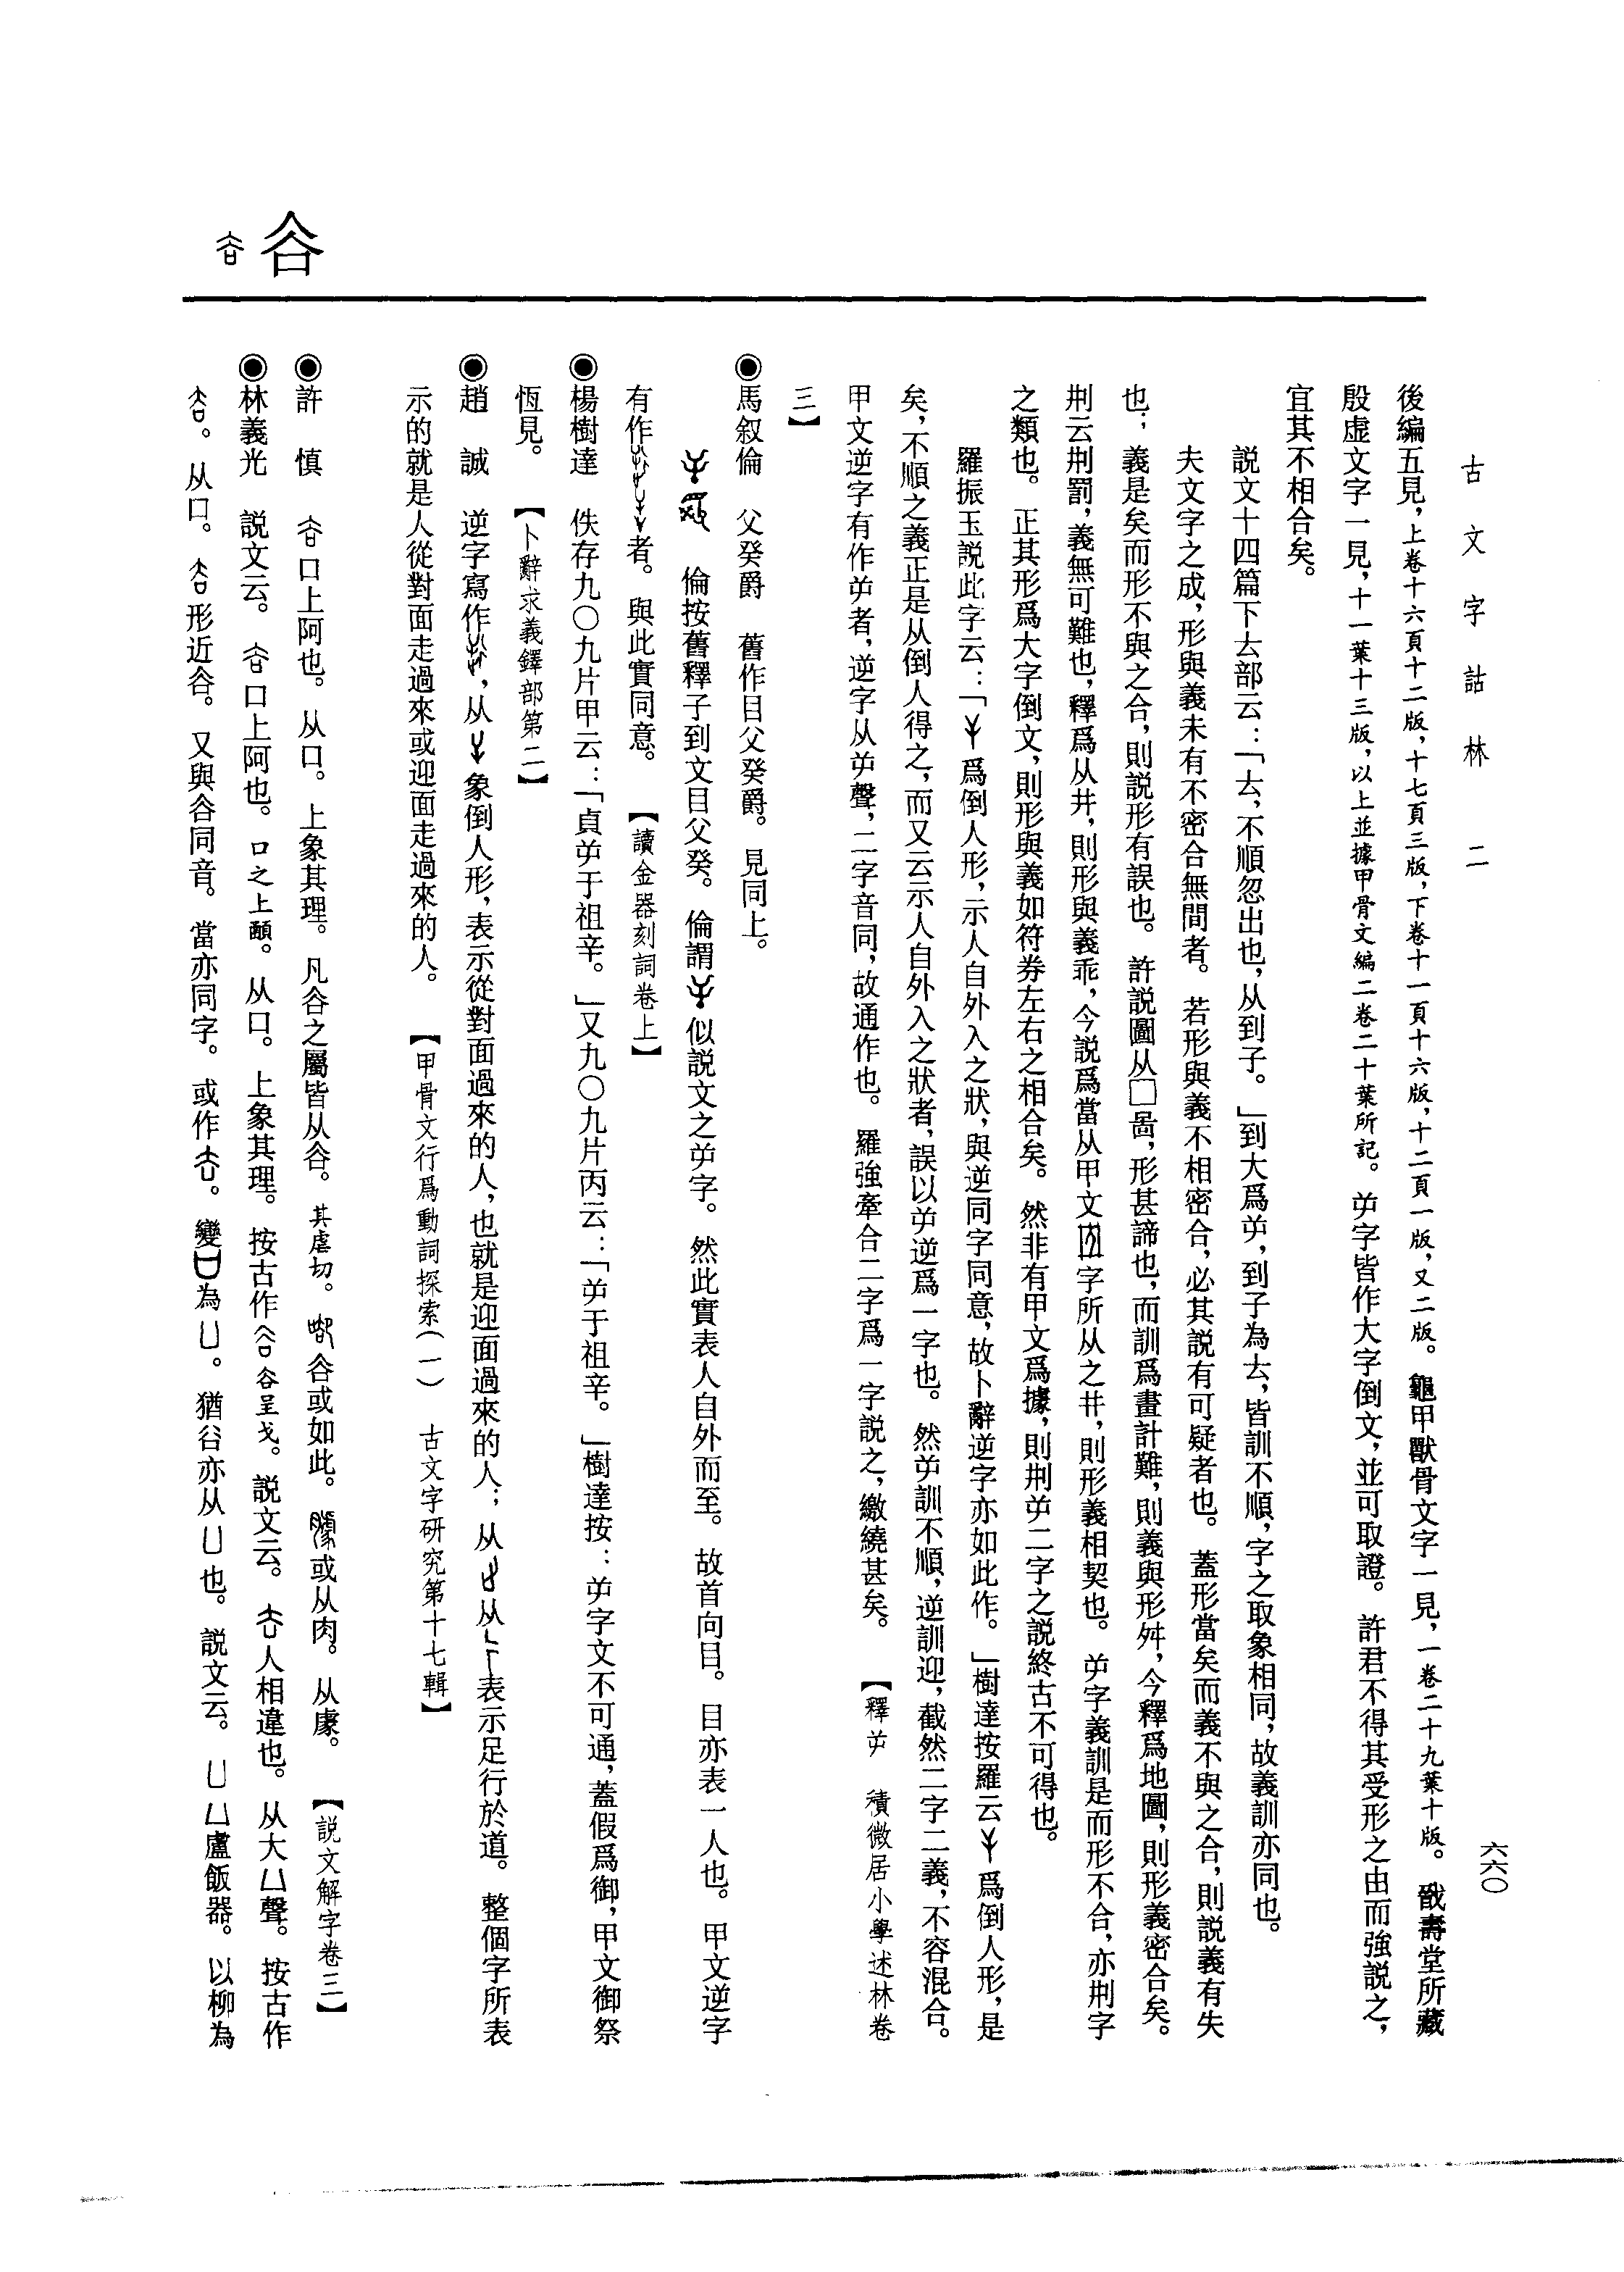 古文字詁林 二
六六〇
後編五見，上卷十六頁十二版，十七頁三版，下卷十一頁十六版，十二頁一版，又二版。龜甲獸骨文字一見，一卷二十九葉十版。戩壽堂所藏
殷虛文字一見，十一葉十三版，以上並據甲骨文編二卷二十葉所記。屰字皆作大字倒文，並可取證。許君不得其受形之由而強説之，
宜其不相合矣。
説文十四篇下𠫓部云：「𠫓，不順忽出也，从到子。」到大爲屰，到子為𠫓，皆訓不順，字之取象相同，故義訓亦同也。
夫文字之成，形與義未有不密合無間者。若形與義不相密合，必其説有可疑者也。蓋形當矣而義不與之合，則説義有失
也；義是矣而形不與之合，則説形有誤也。許説圖从囗啚，形甚諦也，而訓爲畫計難，則義與形舛，今釋爲地圖，則形義密合矣。
荆云荆罰，義無可難也，釋爲从井，則形與義乖，今説爲當从甲文字所从之井，則形義相契也。屰字義訓是而形不合，亦荆字
之類也。正其形爲大字倒文，則形與義如符券左右之相合矣。然非有甲文爲據，則荆屰二字之説終古不可得也。
羅振玉説此字云：「爲倒人形，示人自外入之狀，與逆同字同意，故卜辭逆字亦如此作。」樹達按羅云爲倒人形，是
矣，不順之義正是从倒人得之，而又云示人自外入之狀者，誤以屰逆爲一字也。然屰訓不順，逆訓迎，截然二字二義，不容混合。
甲文逆字有作屰者，逆字从屰聲，二字音同，故通作也。羅強牽合二字爲一字説之，繳繞甚矣。【釋屰　積微居小學述林卷
三】
◉馬叙倫　父癸爵　舊作目父癸爵。見同上。
倫按舊釋子到文目父癸。倫謂似説文之屰字。然此實表人自外而至。故首向目。目亦表一人也。甲文逆字
有作者。與此實同意。【讀金器刻詞卷上】
◉楊樹達　佚存九〇九片甲云：「貞屰于祖辛。」又九〇九片丙云：「屰于祖辛。」樹達按：屰字文不可通，蓋假爲御，甲文御祭
恆見。【卜辭求義鐸部第二】
◉趙　誠　逆字寫作，从象倒人形，表示從對面過來的人，也就是迎面過來的人；从从表示足行於道。整個字所表
示的就是人從對面走過來或迎面走過來的人。【甲骨文行爲動詞探索（一）　古文字研究第十七輯】
𧮫
◉許　慎　口上阿也。从口。上象其理。凡𧮫之屬皆从𧮫。其虐切。𧮫或如此。或从肉。从豦。【説文解字卷三】
◉林義光　説文云。口上阿也。口之上顄。从口。上象其理。按古作𧮫呈戈。説文云。人相違也。从大凵聲。按古作
。从口。形近𧮫。又與𧮫同音。當亦同字。或作。變為凵。猶谷亦从凵也。説文云。凵凵盧飯器。以柳為